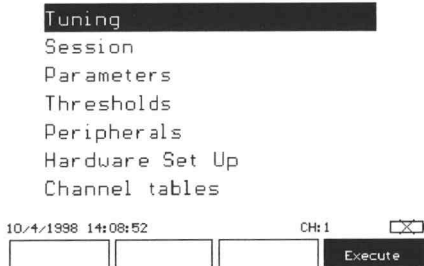 Tuning
Session
Parameters
Thresholds
Peripherals
Hardware Set Up
Channel tables
10/4/1998 14:08:52 CH:1
Execute